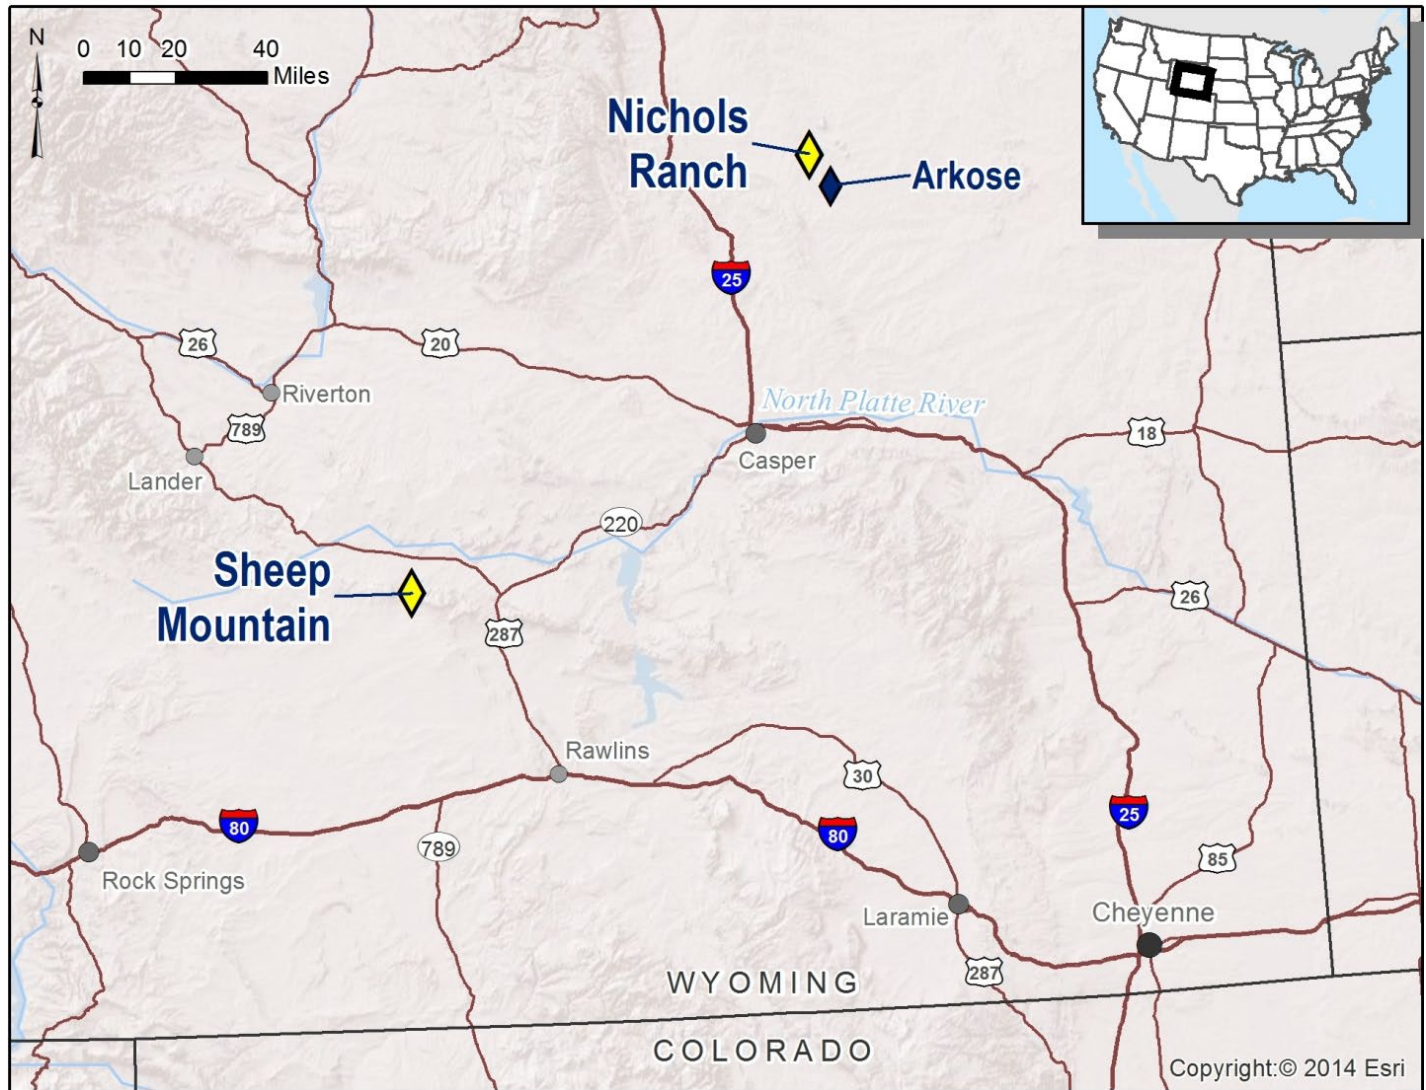 N
0 10 20 40
Miles
Nichols
Ranch
Arkose
25
26
20
Riverton
789
Lander
North Platte River
18
Casper
220
Sheep
Mountain
287
26
Rawlins
30
80
789
80
25
85
Rock Springs
Laramie
Cheyenne
287
WYOMING
COLORADO
Copyright:© 2014 Esri